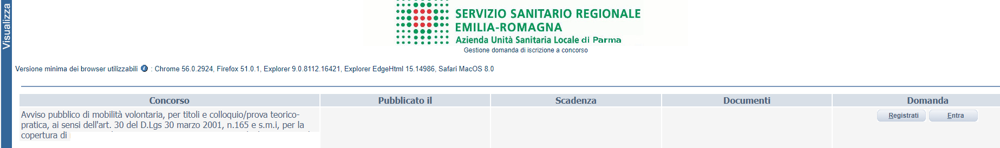 Visualizza
SERVIZIO SANITARIO REGIONALE
EMILIA-ROMAGNA
Azienda Unità Sanitaria Locale di Parma
Gestione domanda di iscrizione a concorso
Versione minima dei browser utilizzabili i : Chrome 56.0.2924, Firefox 51.0.1, Explorer 9.0.8112.16421, Explorer EdgeHtml 15.14986, Safari MacOS 8.0
Concorso Pubblicato il Scadenza Documenti Domanda
Avviso pubblico di mobilità volontaria, per titoli e colloquio/prova teorico-
pratica, ai sensi dell'art. 30 del D.Lgs 30 marzo 2001, n.165 e s.m.i, per la
copertura di
Registrati Entra